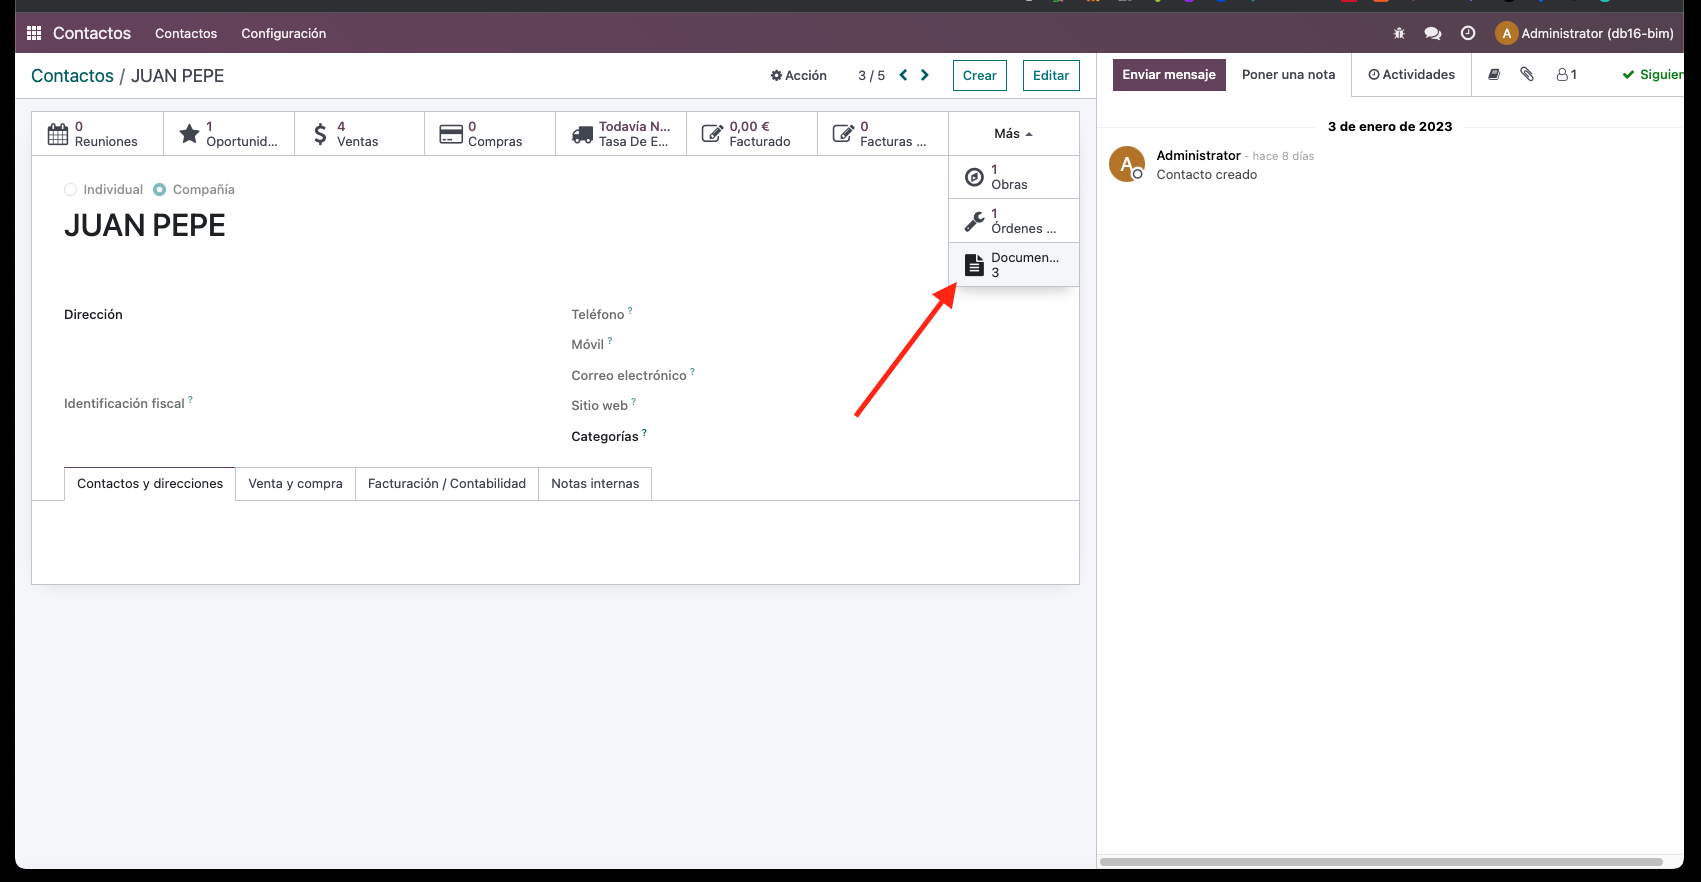 Contactos Contactos Configuración
A Administrator (db16-bim)
Contactos / JUAN PEPE
Acción 3 / 5 Crear Editar
Enviar mensaje Poner una nota Actividades 1 Siguien
0
Reuniones
1
Oportunid...
4
Ventas
0
Compras
Todavía N...
Tasa De E...
0,00 €
Facturado
0
Facturas ...
Más
1
Obras
1
Órdenes ...
Documen...
3
Individual Compañía
JUAN PEPE
Dirección
Identificación fiscal ?
Teléfono ?
Móvil ?
Correo electrónico ?
Sitio web ?
Categorías ?
Contactos y direcciones Venta y compra Facturación / Contabilidad Notas internas
3 de enero de 2023
A
Administrator - hace 8 días
Contacto creado